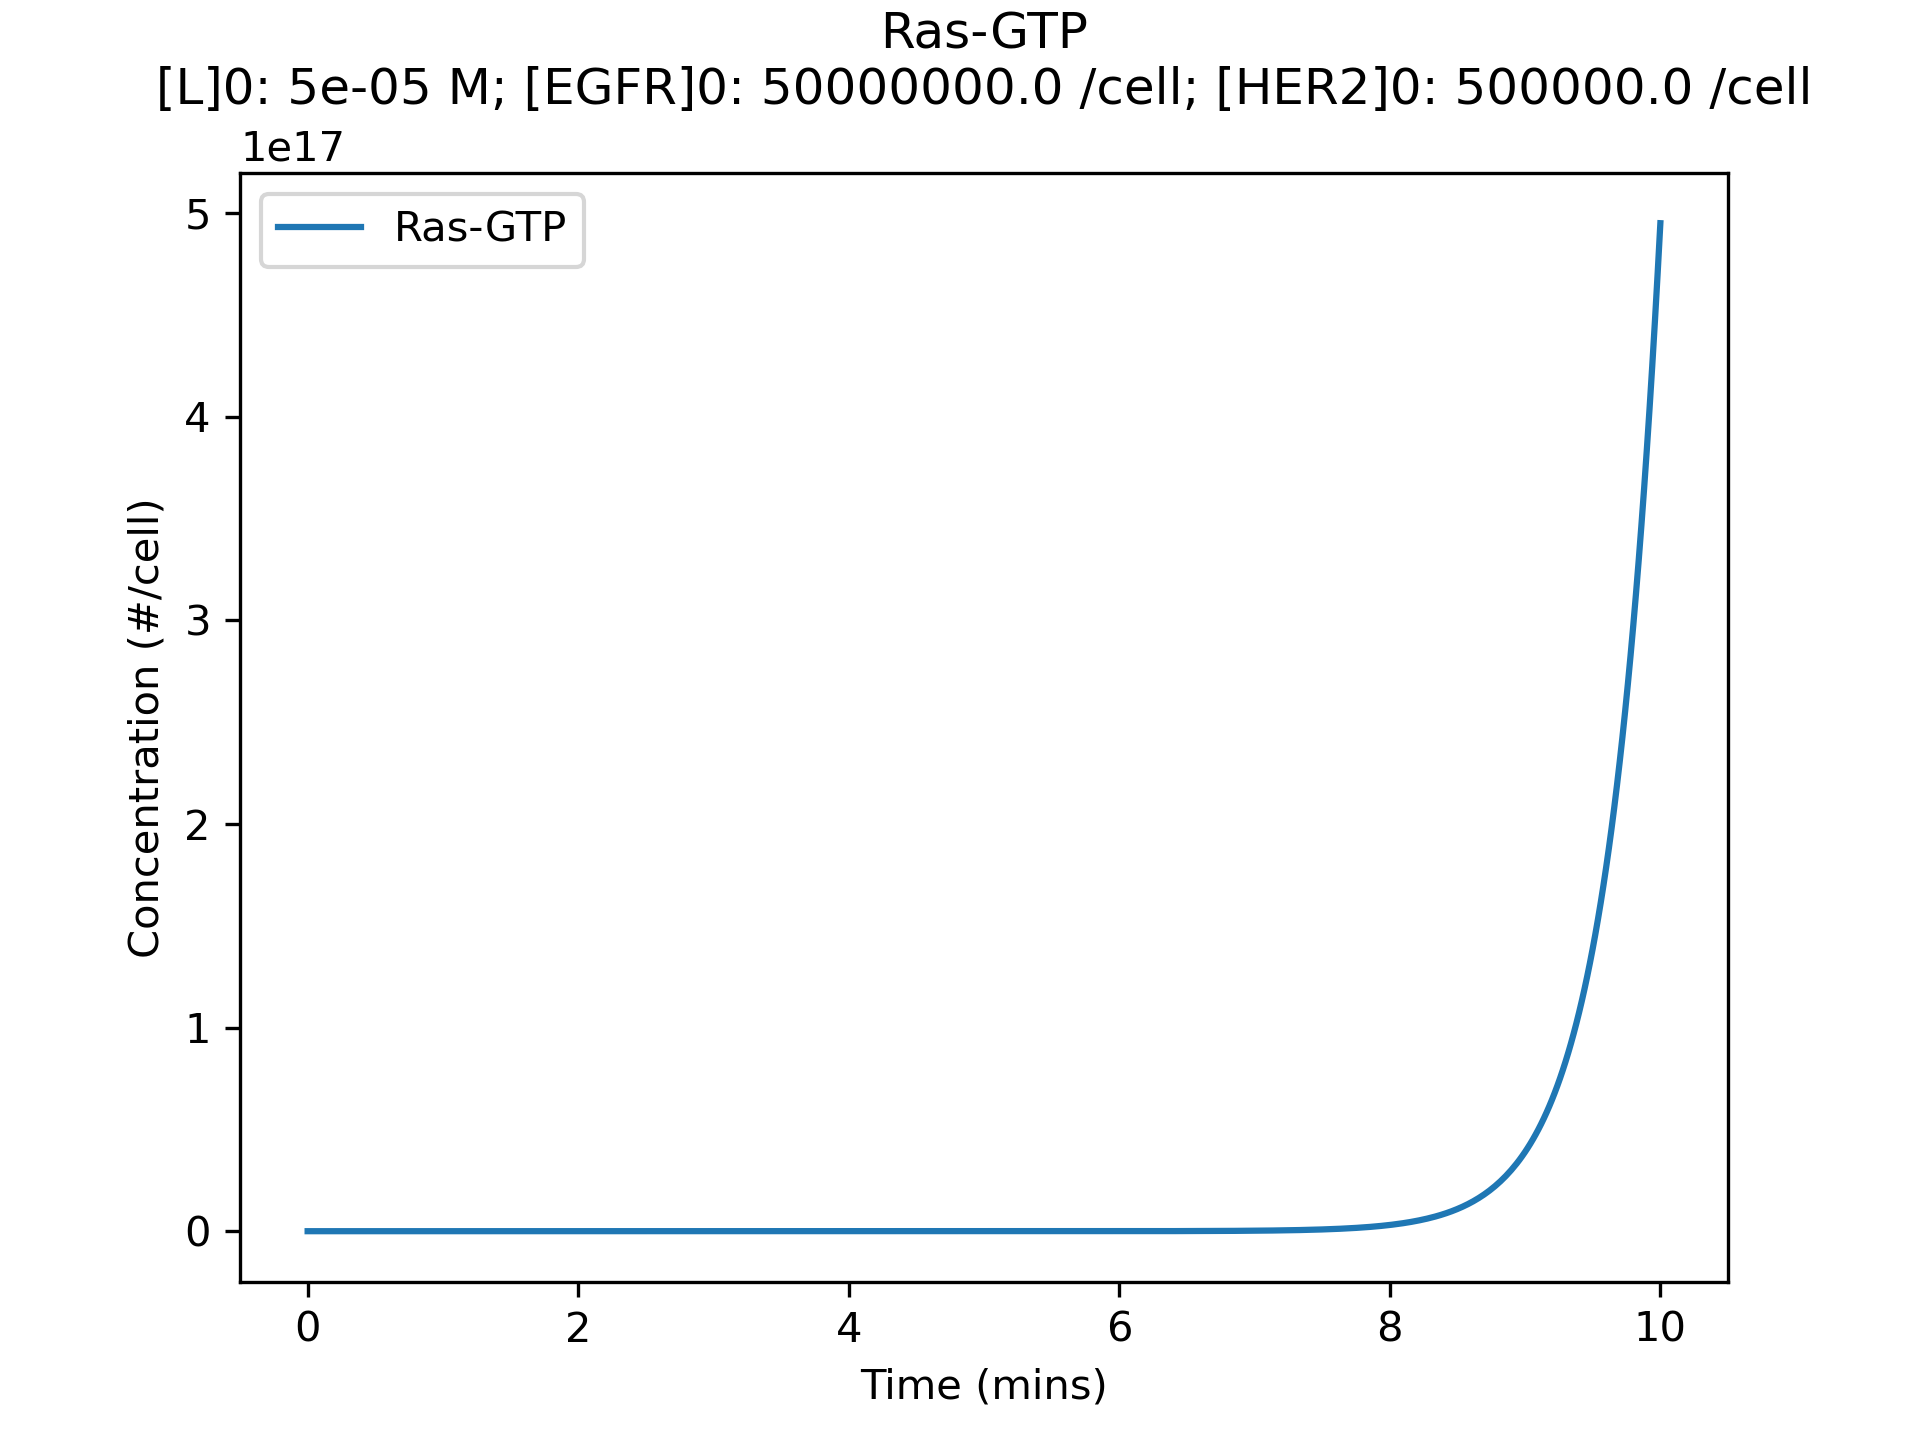 Ras-GTP
[L]0: 5e-05 M; [EGFR]0: 50000000.0 /cell; [HER2]0: 500000.0 /cell
1e17
Ras-GTP
5
4
3
2
1
0
Concentration (#/cell)
0 2 4 6 8 10
Time (mins)